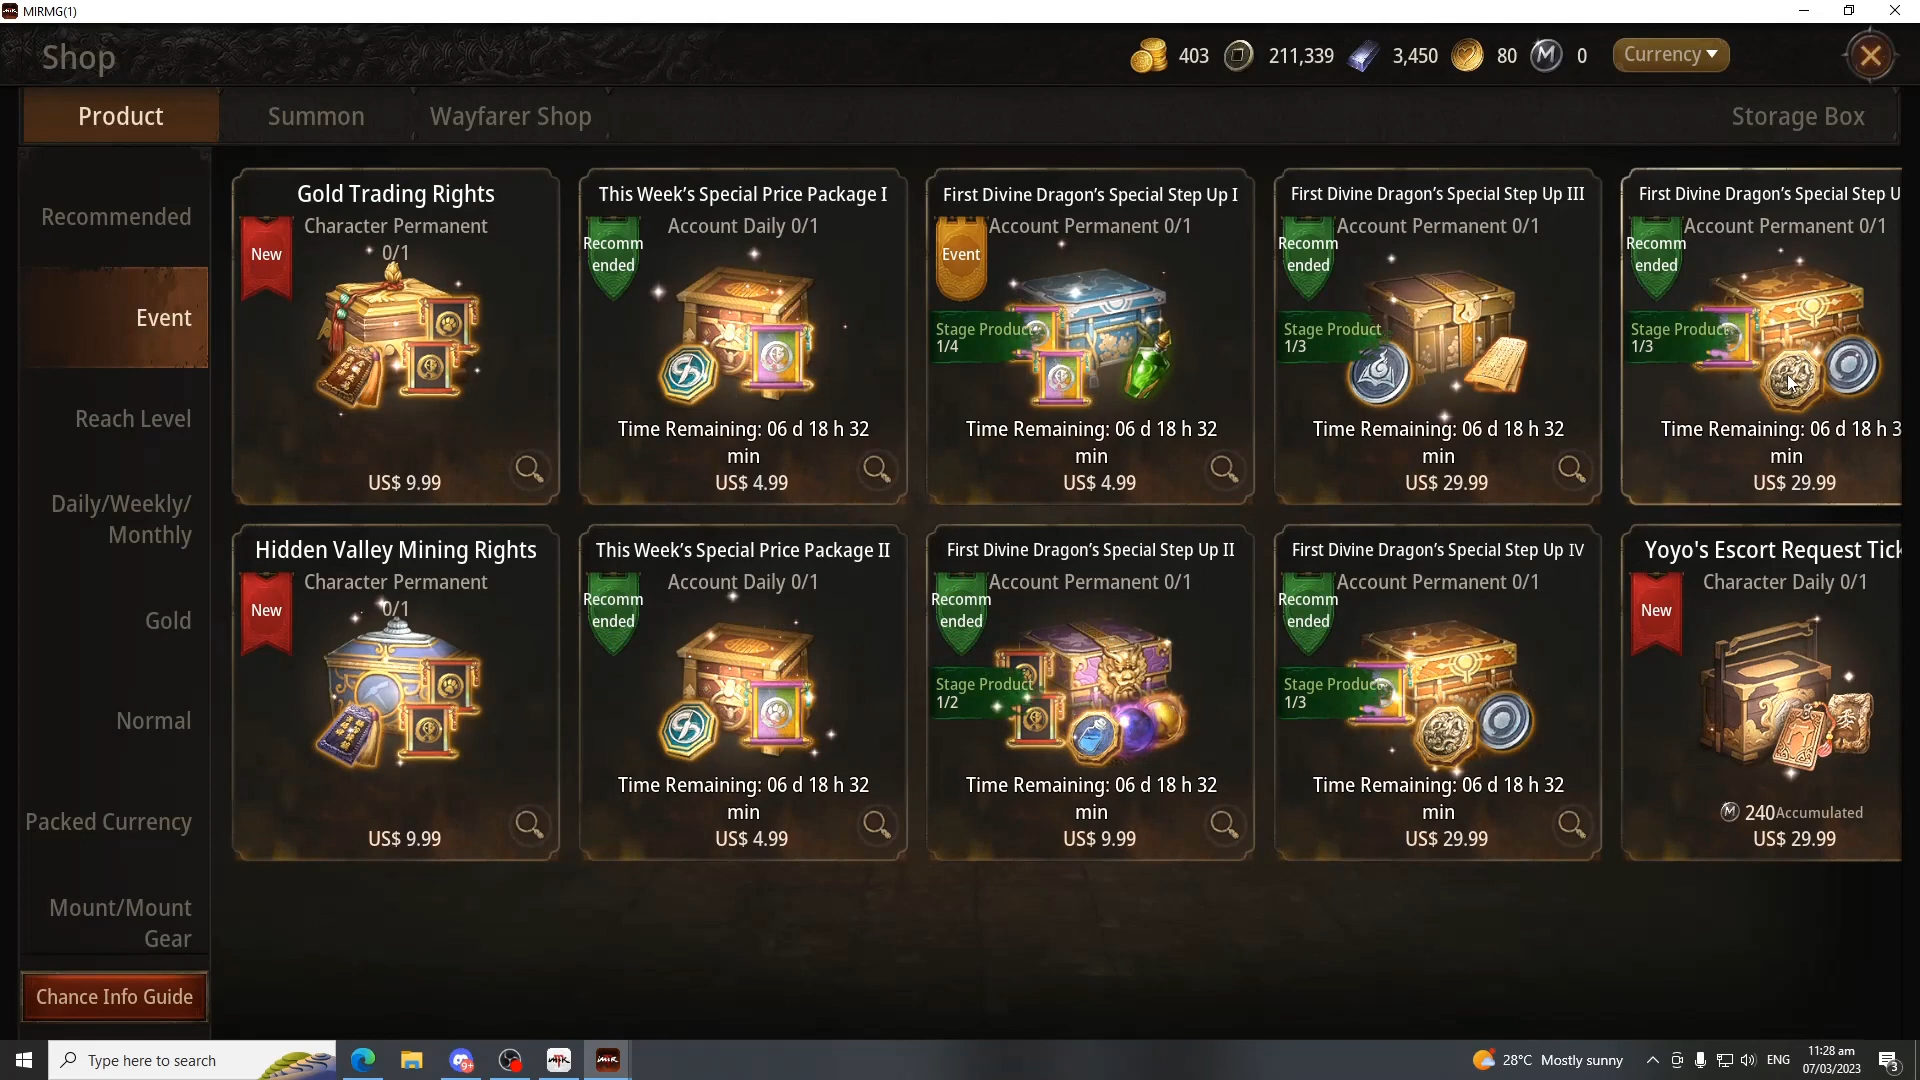 MIRMG(1)
Shop
403
211,339
3,450
80
M
0
Currency
Product
Summon
Wayfarer Shop
Storage Box
Recommended
Event
Reach Level
Daily/Weekly/
Monthly
Gold
Normal
Packed Currency
Mount/Mount
Gear
Chance Info Guide
Gold Trading Rights
Character Permanent
0/1
New
US$ 9.99
This Week's Special Price Package I
Account Daily 0/1
Recomm
ended
Time Remaining: 06 d 18 h 32
min
US$ 4.99
First Divine Dragon's Special Step Up I
Account Permanent 0/1
Event
Stage Product
1/4
Time Remaining: 06 d 18 h 32
min
US$ 4.99
First Divine Dragon's Special Step Up III
Account Permanent 0/1
Recomm
ended
Stage Product
1/3
Time Remaining: 06 d 18 h 32
min
US$ 29.99
First Divine Dragon's Special Step U
Account Permanent 0/1
Recomm
ended
Stage Product
1/3
Time Remaining: 06 d 18 h 3
min
US$ 29.99
Hidden Valley Mining Rights
Character Permanent
0/1
New
US$ 9.99
This Week's Special Price Package II
Account Daily 0/1
Recomm
ended
Time Remaining: 06 d 18 h 32
min
US$ 4.99
First Divine Dragon's Special Step Up II
Account Permanent 0/1
Recomm
ended
Stage Product
1/2
Time Remaining: 06 d 18 h 32
min
US$ 9.99
First Divine Dragon's Special Step Up IV
Account Permanent 0/1
Recomm
ended
Stage Product
1/3
Time Remaining: 06 d 18 h 32
min
US$ 29.99
Yoyo's Escort Request Tick
Character Daily 0/1
New
M 240 Accumulated
US$ 29.99
Type here to search
28°C Mostly sunny
ENG
11:28 am
07/03/2023
3